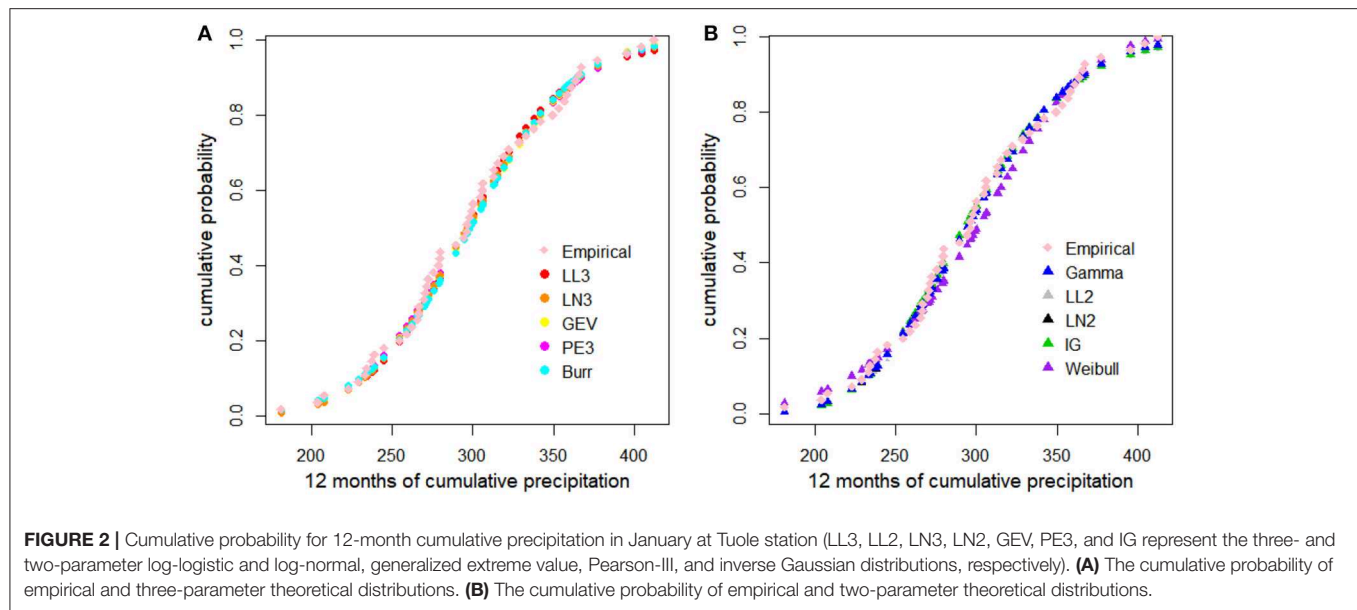 A
cumulative probability
0.0 0.2 0.4 0.6 0.8 1.0
Empirical
LL3
LN3
GEV
PE3
Burr
200 250 300 350 400
12 months of cumulative precipitation
B
cumulative probability
0.0 0.2 0.4 0.6 0.8 1.0
Empirical
Gamma
LL2
LN2
IG
Weibull
200 250 300 350 400
12 months of cumulative precipitation
FIGURE 2 | Cumulative probability for 12-month cumulative precipitation in January at Tuole station (LL3, LL2, LN3, LN2, GEV, PE3, and IG represent the three- and
two-parameter log-logistic and log-normal, generalized extreme value, Pearson-III, and inverse Gaussian distributions, respectively). (A) The cumulative probability of
empirical and three-parameter theoretical distributions. (B) The cumulative probability of empirical and two-parameter theoretical distributions.